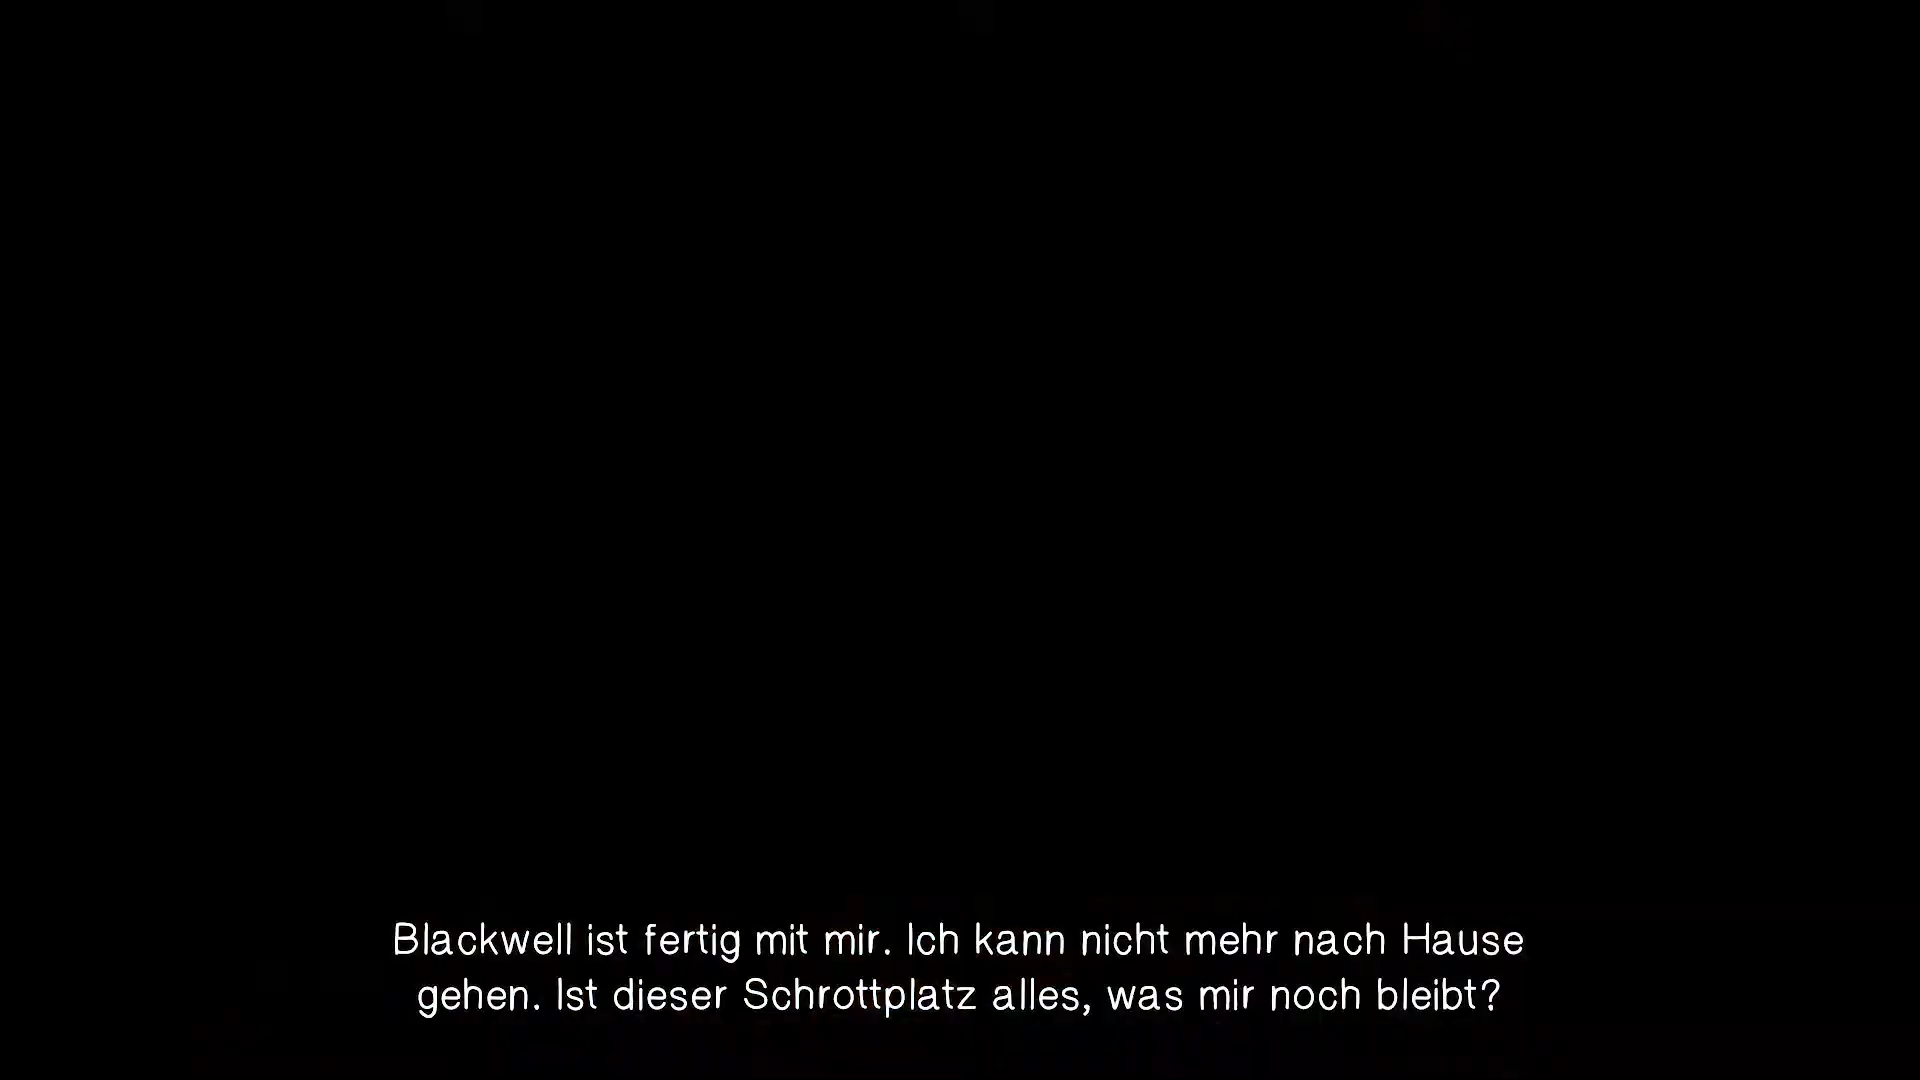 Blackwell ist fertig mit mir. Ich kann nicht mehr nach Hause
gehen. Ist dieser Schrottplatz alles, was mir noch bleibt?